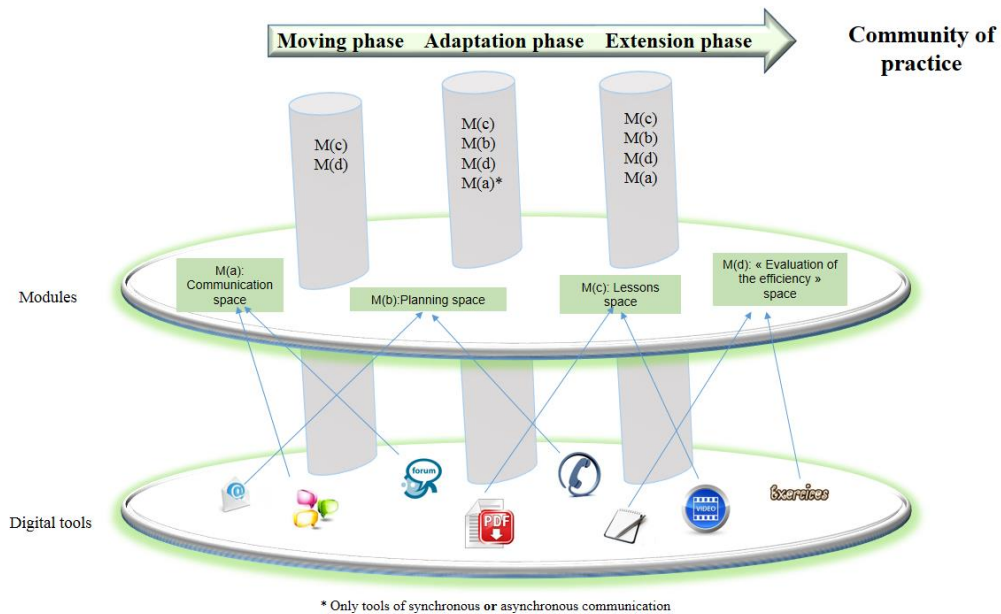 Moving phase Adaptation phase Extension phase
Community of
practice
M(c)
M(d)
M(c)
M(b)
M(d)
M(a)*
M(c)
M(b)
M(d)
M(a)
Modules
M(a):
Communication
space
M(b):Planning space
M(c): Lessons
space
M(d): « Evaluation of
the efficiency »
space
Digital tools
@
forum
PDF
VIDEO
Exercices
* Only tools of synchronous or asynchronous communication